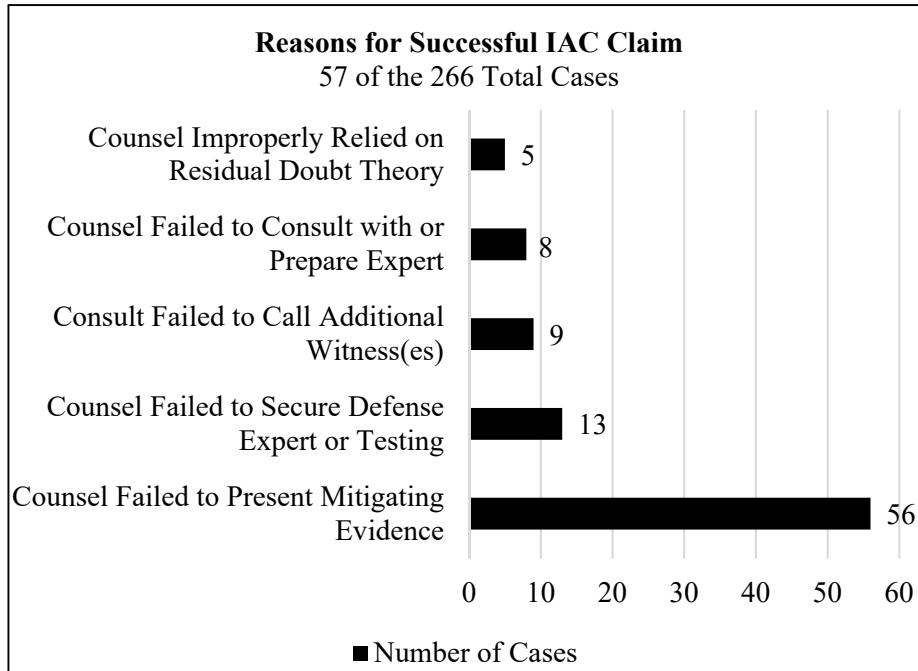 Reasons for Successful IAC Claim
57 of the 266 Total Cases
Counsel Improperly Relied on
Residual Doubt Theory
5
Counsel Failed to Consult with or
Prepare Expert
8
Consult Failed to Call Additional
Witness(es)
9
Counsel Failed to Secure Defense
Expert or Testing
13
Counsel Failed to Present Mitigating
Evidence
56
0 10 20 30 40 50 60
Number of Cases